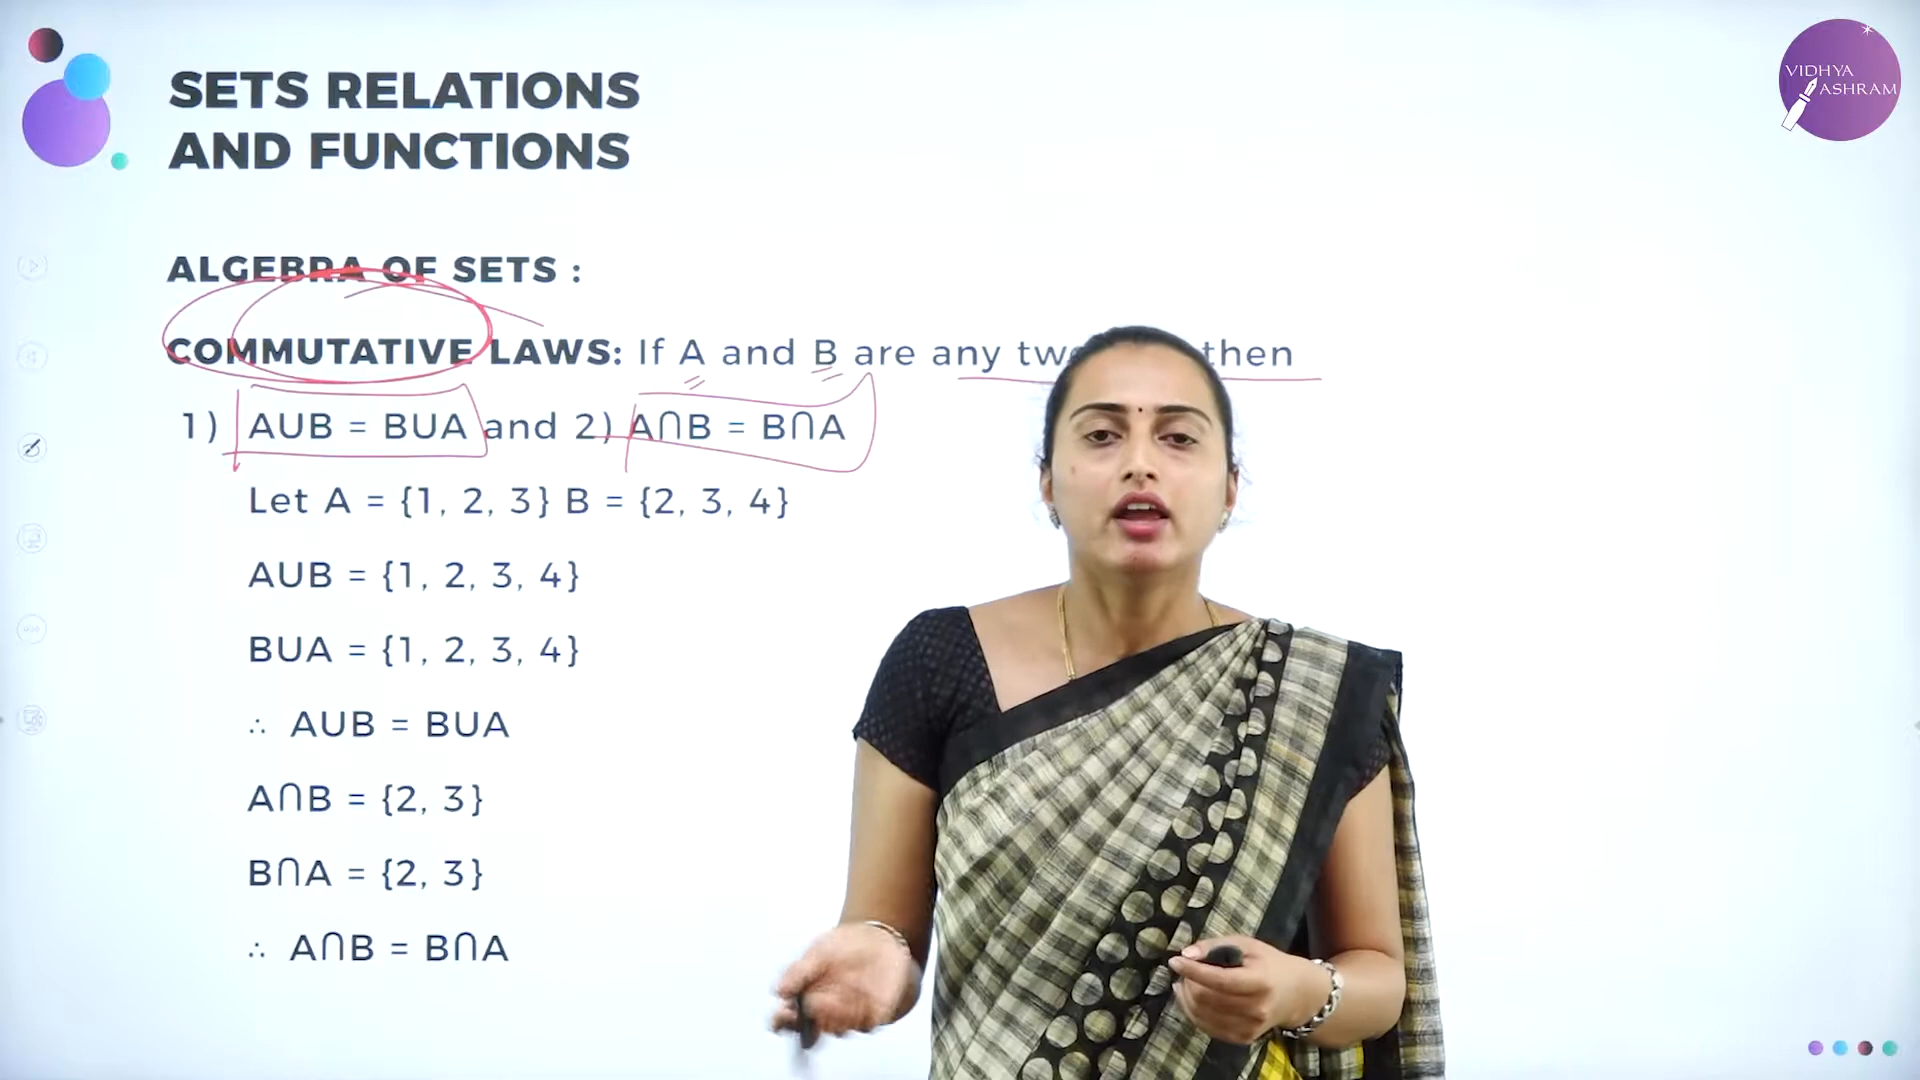 SETS RELATIONS
AND FUNCTIONS
VIDHYA
ASHRAM
ALGEBRA OF SETS :
COMMUTATIVE LAWS: If A and B are any then
1) AUB = BUA and 2) A∩B = B∩A
Let A = {1, 2, 3} B = {2, 3, 4}
AUB = {1, 2, 3, 4}
BUA = {1, 2, 3, 4}
∴ AUB = BUA
A∩B = {2, 3}
B∩A = {2, 3}
∴ A∩B = B∩A